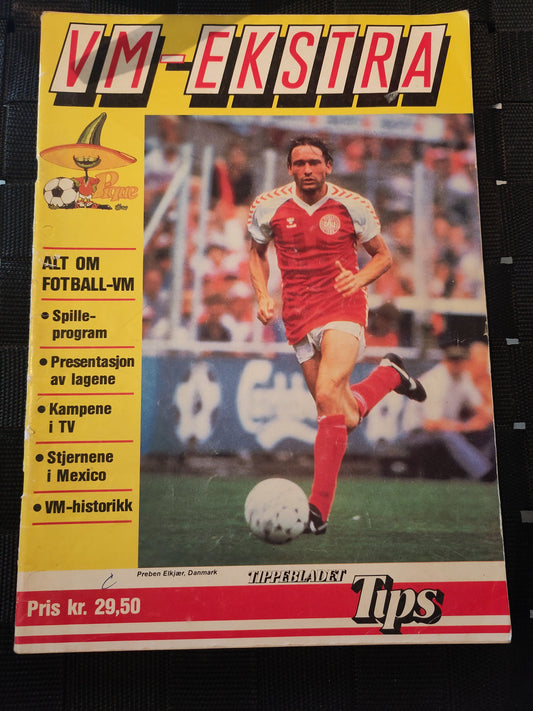 VM-EKSTRA
Pique
ALT OM
FOTBALL-VM
• Spille-
program
• Presentasjon
av lagene
• Kampene
i TV
• Stjernene
i Mexico
• VM-historikk
Preben Elkjær, Danmark
TIPPEBLADET
Tips
Pris kr. 29,50